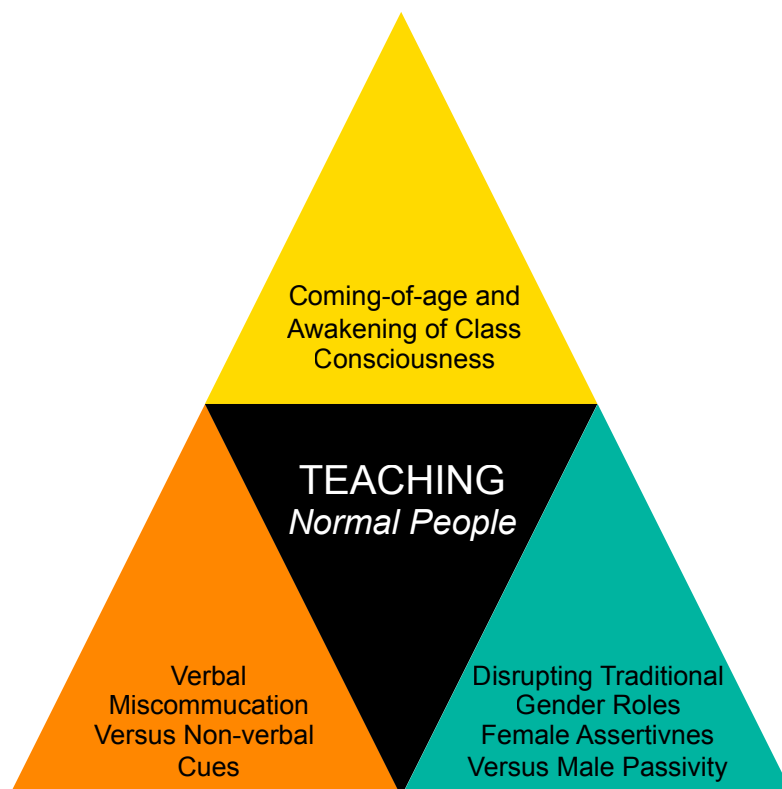 Coming-of-age and
Awakening of Class
Consciousness
TEACHING
Normal People
Verbal
Miscommucation
Versus Non-verbal
Cues
Disrupting Traditional
Gender Roles
Female Assertivnes
Versus Male Passivity